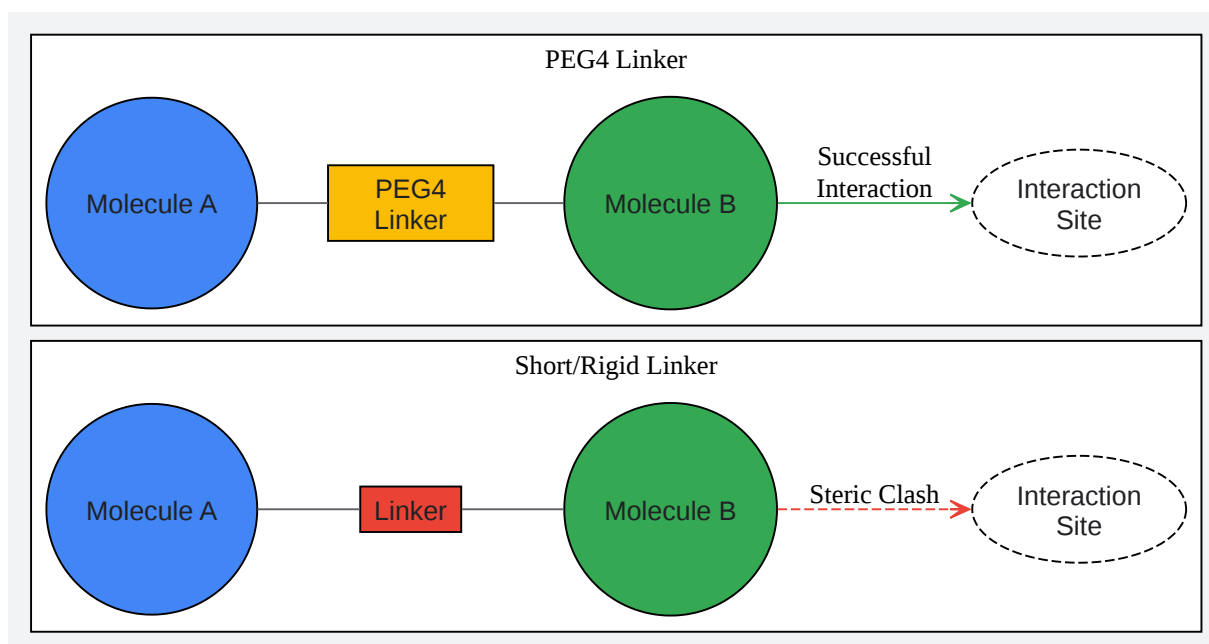 PEG4 Linker
Molecule A
PEG4
Linker
Molecule B
Successful
Interaction
Interaction
Site
Short/Rigid Linker
Molecule A
Linker
Molecule B
Steric Clash
Interaction
Site